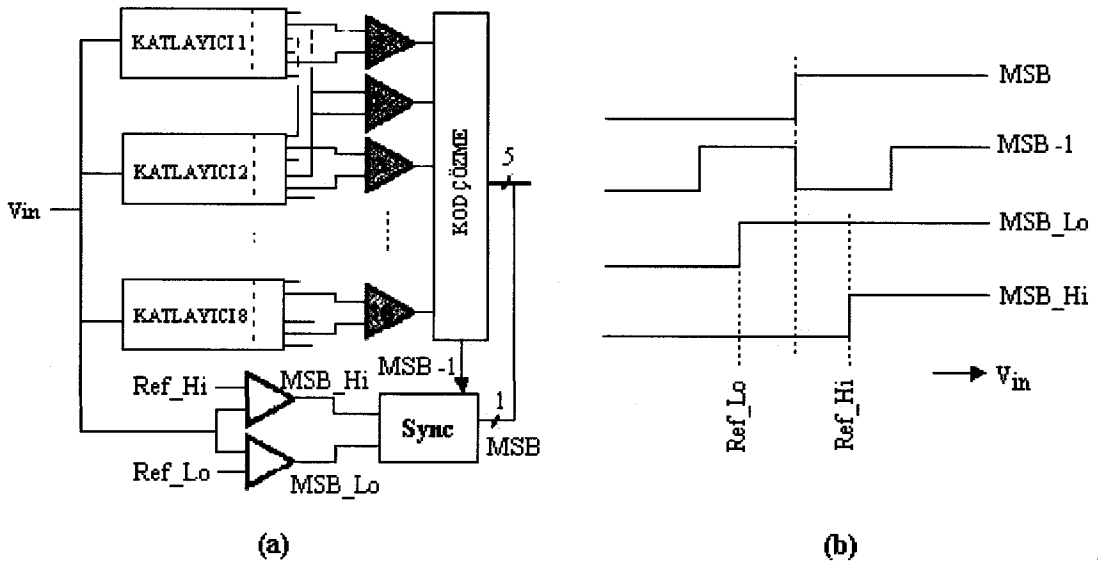 KATLAYICI 1
KATLAYICI 2
KATLAYICI 8
Vin
KOD ÇÖZME
5
MSB -1
Ref_Hi
MSB_Hi
Sync
1
MSB
Ref_Lo
MSB_Lo
(a)
MSB
MSB -1
MSB_Lo
MSB_Hi
Vin
Ref_Lo
Ref_Hi
(b)